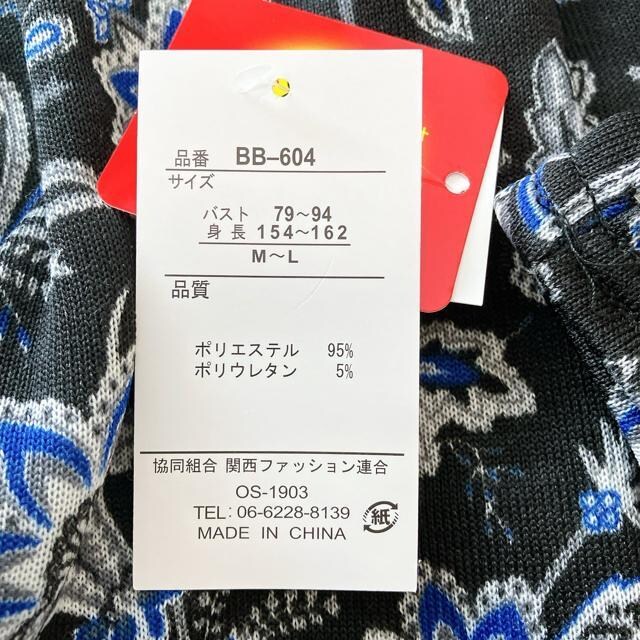 品番 BB–604
サイズ
バスト 79～94
身長 154～162
M～L
品質
ポリエステル 95%
ポリウレタン 5%
協同組合 関西ファッション連合
OS-1903
TEL: 06-6228-8139
紙
MADE IN CHINA